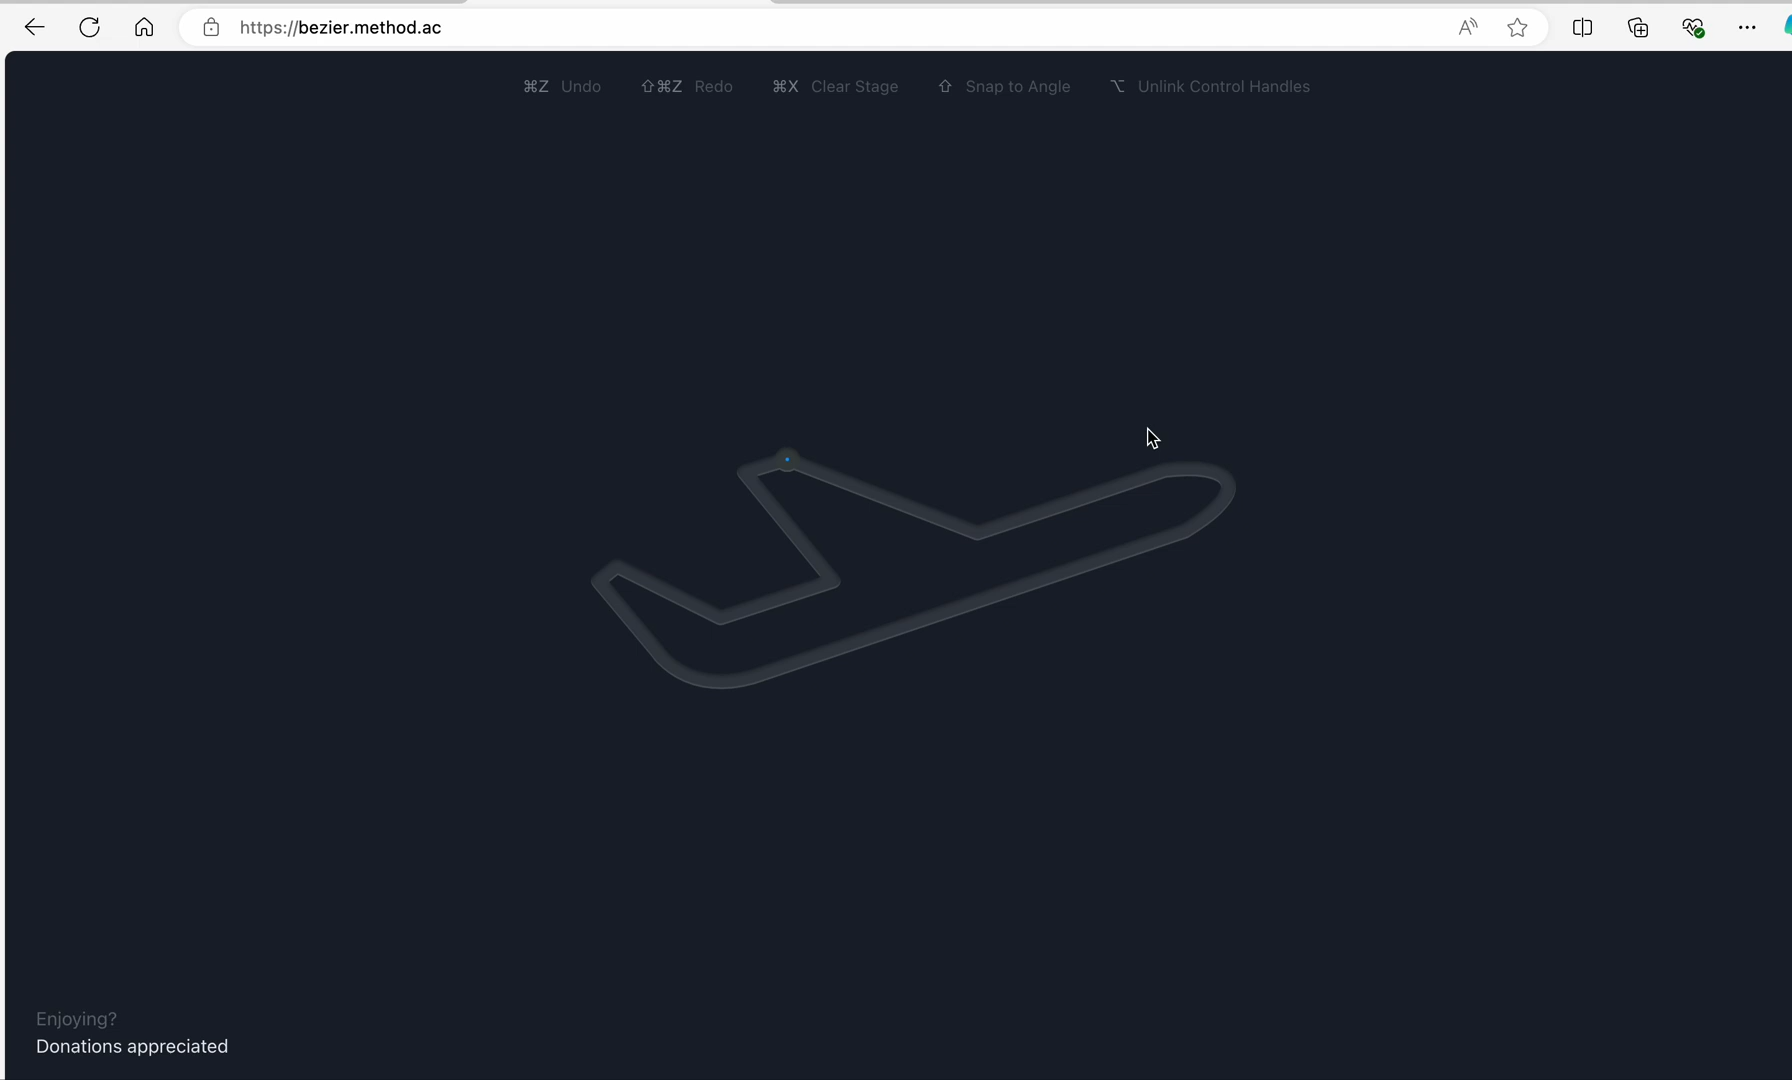 https://bezier.method.ac
⌘Z Undo ⇧⌘Z Redo ⌘X Clear Stage ⇧ Snap to Angle ⌥ Unlink Control Handles
Enjoying?
Donations appreciated